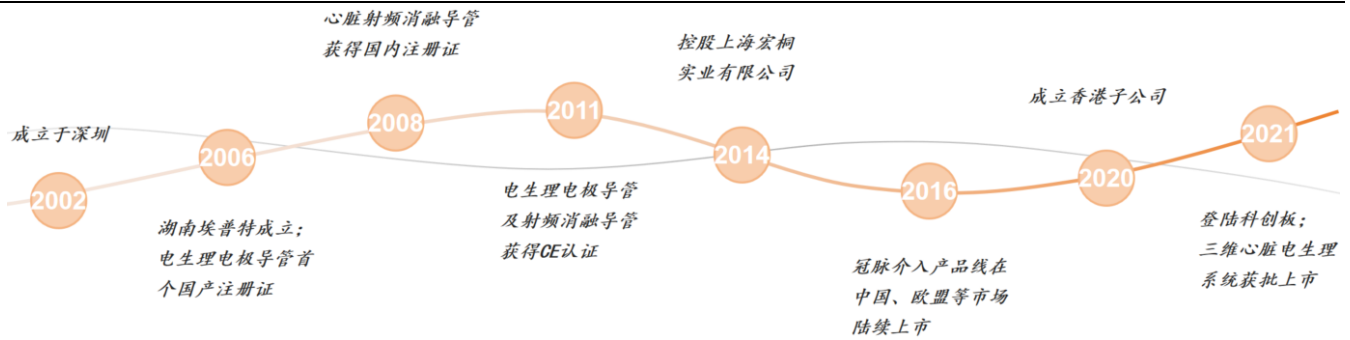 成立于深圳
2002
2006
湖南埃普特成立；
电生理电极导管首
个国产注册证
心脏射频消融导管
获得国内注册证
2008
2011
电生理电极导管
及射频消融导管
获得CE认证
控股上海宏桐
实业有限公司
2014
2016
冠脉介入产品线在
中国、欧盟等市场
陆续上市
成立香港子公司
2020
2021
登陆科创板；
三维心脏电生理
系统获批上市